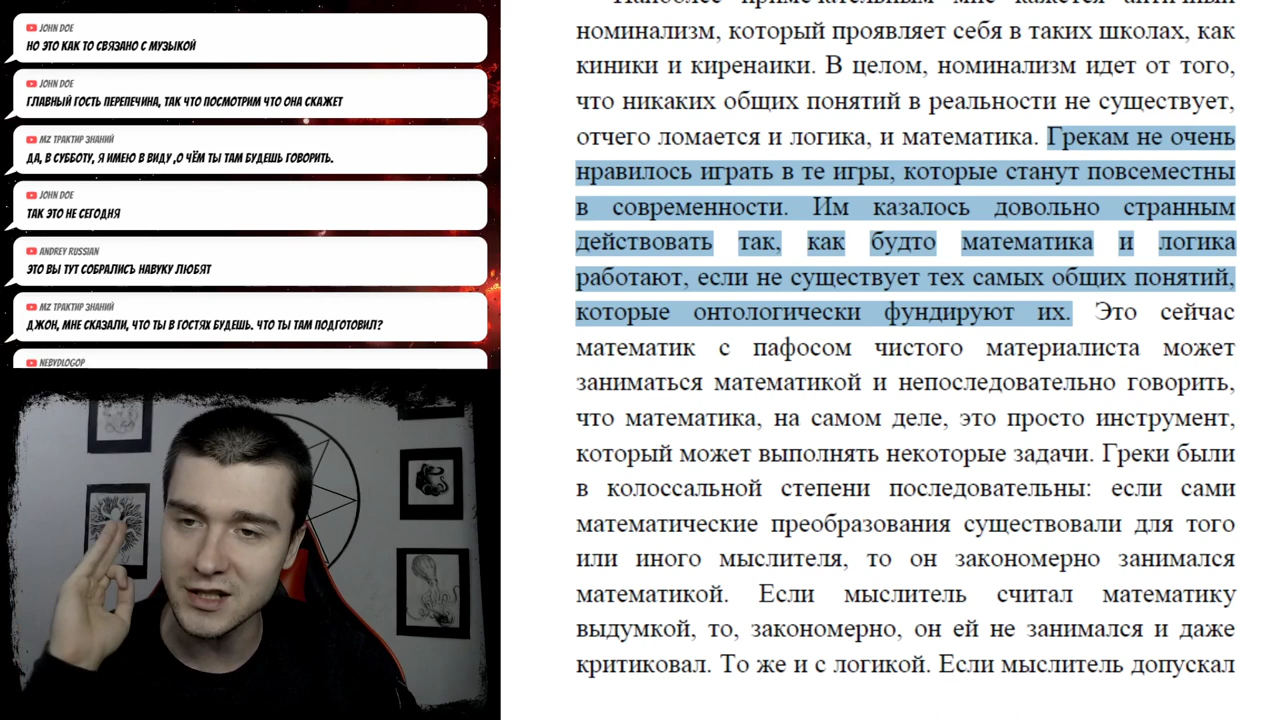 JOHN DOE
НО ЭТО КАК ТО СВЯЗАНО С МУЗЫКОЙ
JOHN DOE
ГЛАВНЫЙ ГОСТЬ ПЕРЕПЕЧИНА, ТАК ЧТО ПОСМОТРИМ ЧТО ОНА СКАЖЕТ
MZ ТРАКТИР ЗНАНИЙ
ДА, В СУББОТУ, Я ИМЕЮ В ВИДУ ,О ЧЁМ ТЫ ТАМ БУДЕШЬ ГОВОРИТЬ.
JOHN DOE
ТАК ЭТО НЕ СЕГОДНЯ
ANDREY RUSSIAN
ЭТО ВЫ ТУТ СОБРАЛИСЬ НАВУКУ ЛЮБЯТ
MZ ТРАКТИР ЗНАНИЙ
ДЖОН, МНЕ СКАЗАЛИ, ЧТО ТЫ В ГОСТЯХ БУДЕШЬ. ЧТО ТЫ ТАМ ПОДГОТОВИЛ?
NEBYDLOGOP
Наиболее примечательным мне кажется античный
номинализм, который проявляет себя в таких школах, как
киники и киренаики. В целом, номинализм идет от того,
что никаких общих понятий в реальности не существует,
отчего ломается и логика, и математика. Грекам не очень
нравилось играть в те игры, которые станут повсеместны
в современности. Им казалось довольно странным
действовать так, как будто математика и логика
работают, если не существует тех самых общих понятий,
которые онтологически фундируют их. Это сейчас
математик с пафосом чистого материалиста может
заниматься математикой и непоследовательно говорить,
что математика, на самом деле, это просто инструмент,
который может выполнять некоторые задачи. Греки были
в колоссальной степени последовательны: если сами
математические преобразования существовали для того
или иного мыслителя, то он закономерно занимался
математикой. Если мыслитель считал математику
выдумкой, то, закономерно, он ей не занимался и даже
критиковал. То же и с логикой. Если мыслитель допускал